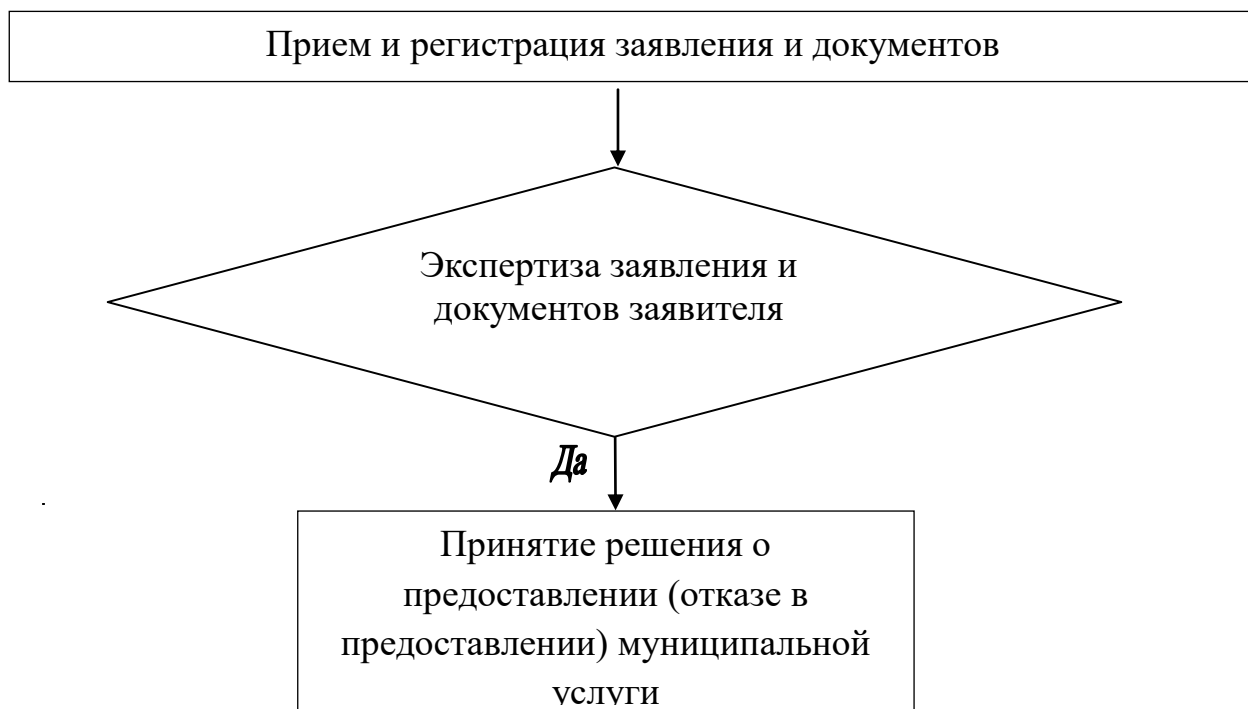 Прием и регистрация заявления и документов
Экспертиза заявления и
документов заявителя
Да
Принятие решения о
предоставлении (отказе в
предоставлении) муниципальной
услуги